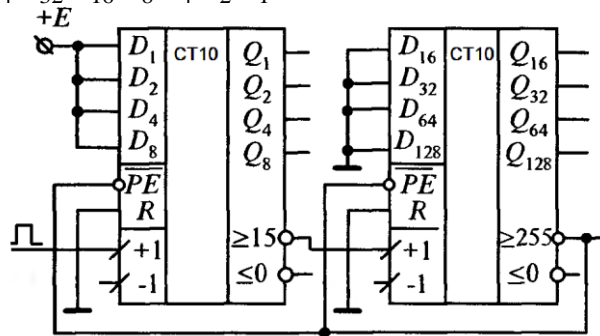 +E
D₁ CT10 Q₁ D₁₆ CT10 Q₁₆
D₂ Q₂ D₃₂ Q₃₂
D₄ Q₄ D₆₄ Q₆₄
D₈ Q₈ D₁₂₈ Q₁₂₈
PE PE
R R
+1 ≥15 +1 ≥255
-1 ≤0 -1 ≤0